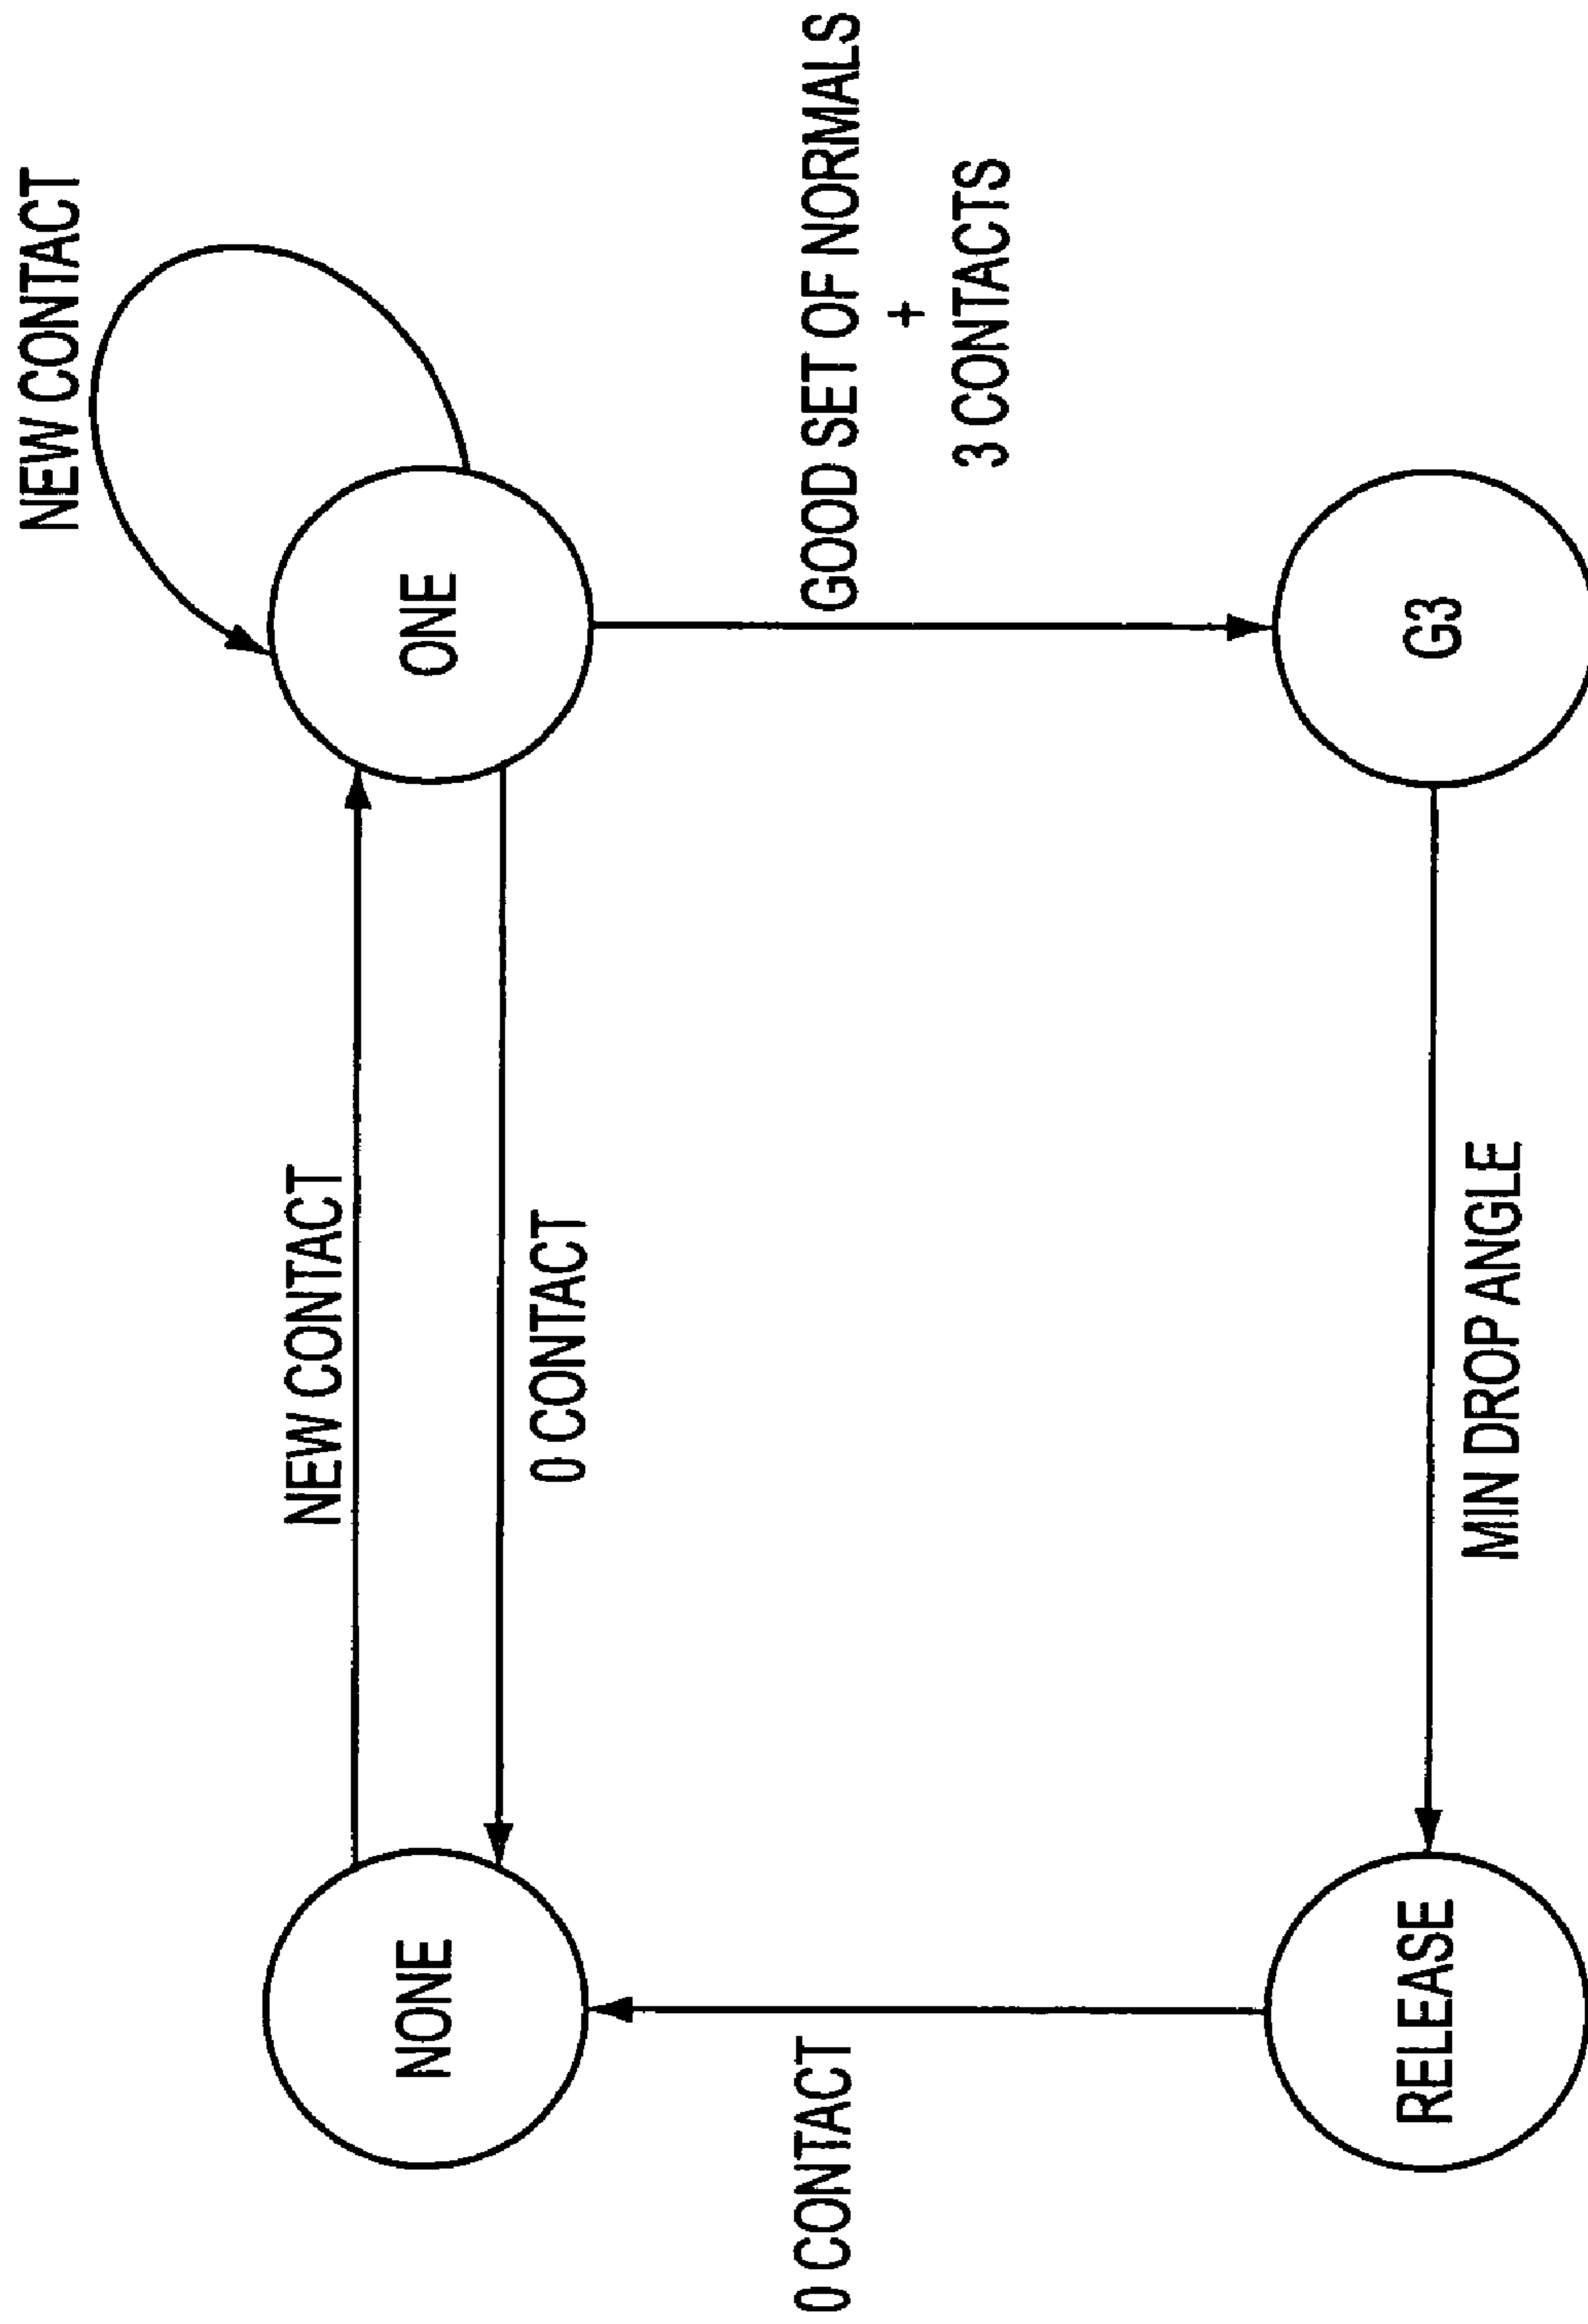 NEW CONTACT
NEW CONTACT
NONE
ONE
0 CONTACT
0 CONTACT
GOOD SET OF NORMALS
+
3 CONTACTS
RELEASE
G3
MIN DROP ANGLE